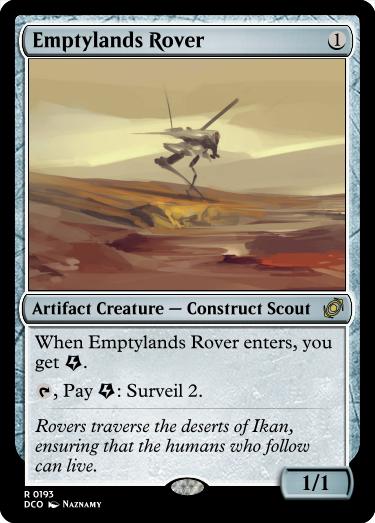 Emptylands Rover 1
Artifact Creature — Construct Scout
When Emptylands Rover enters, you
get .
, Pay : Surveil 2.
Rovers traverse the deserts of Ikan,
ensuring that the humans who follow
can live.
1/1
R 0193
DCO Naznamy